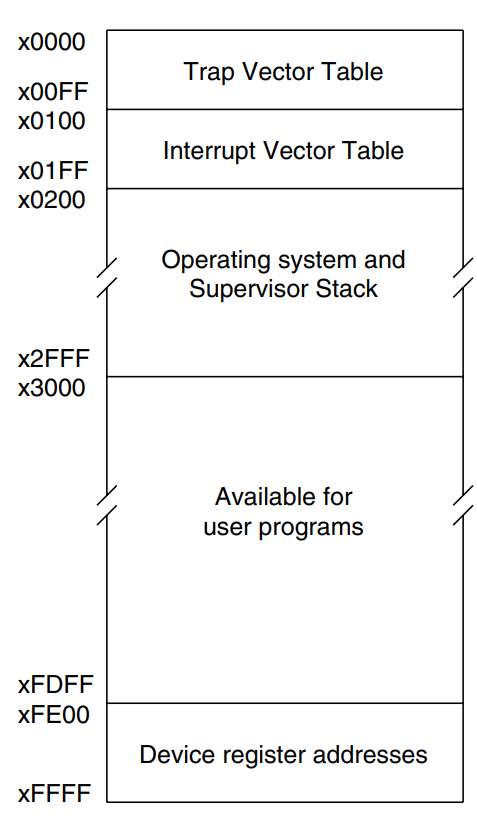 x0000
Trap Vector Table
x00FF
x0100
Interrupt Vector Table
x01FF
x0200
Operating system and
Supervisor Stack
x2FFF
x3000
Available for
user programs
xFDFF
xFE00
Device register addresses
xFFFF